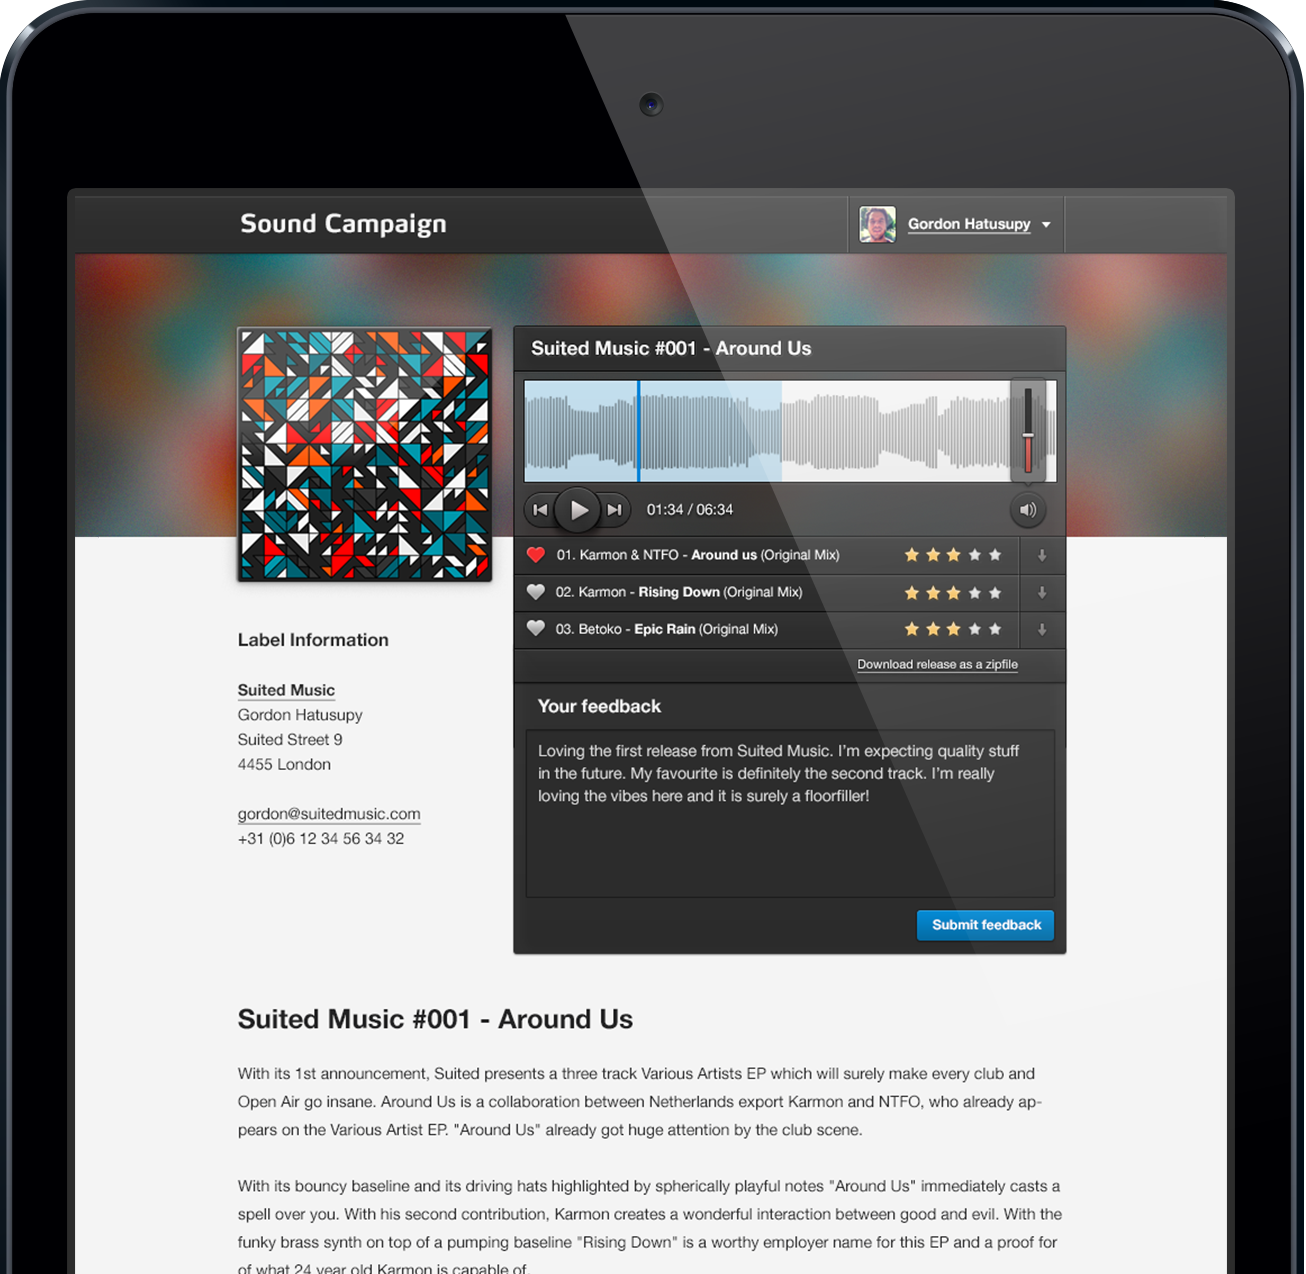 Sound Campaign
Gordon Hatusupy
Suited Music #001 - Around Us
01:34 / 06:34
01. Karmon & NTFO - Around us (Original Mix)
02. Karmon - Rising Down (Original Mix)
03. Betoko - Epic Rain (Original Mix)
Download release as a zipfile
Your feedback
Loving the first release from Suited Music. I'm expecting quality stuff
in the future. My favourite is definitely the second track. I'm really
loving the vibes here and it is surely a floorfiller!
Submit feedback
Label Information
Suited Music
Gordon Hatusupy
Suited Street 9
4455 London
gordon@suitedmusic.com
+31 (0)6 12 34 56 34 32
Suited Music #001 - Around Us
With its 1st announcement, Suited presents a three track Various Artists EP which will surely make every club and
Open Air go insane. Around Us is a collaboration between Netherlands export Karmon and NTFO, who already ap-
pears on the Various Artist EP. "Around Us" already got huge attention by the club scene.
With its bouncy baseline and its driving hats highlighted by spherically playful notes "Around Us" immediately casts a
spell over you. With his second contribution, Karmon creates a wonderful interaction between good and evil. With the
funky brass synth on top of a pumping baseline "Rising Down" is a worthy employer name for this EP and a proof for
of what 24 year old Karmon is capable of.